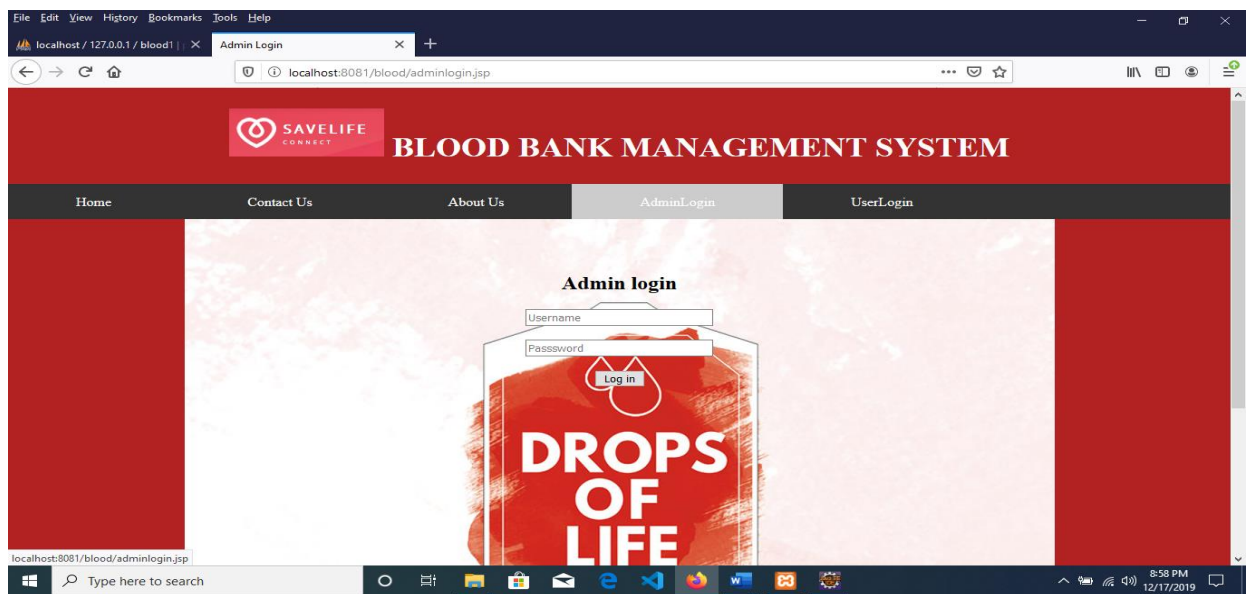 File Edit View History Bookmarks Tools Help
localhost / 127.0.0.1 / blood1 |
Admin Login
localhost:8081/blood/adminlogin.jsp
SAVELIFE
CONNECT
BLOOD BANK MANAGEMENT SYSTEM
Home Contact Us About Us AdminLogin UserLogin
Admin login
Username
Passsword
Log in
DROPS
OF
LIFE
localhost:8081/blood/adminlogin.jsp
Type here to search
8:58 PM
12/17/2019